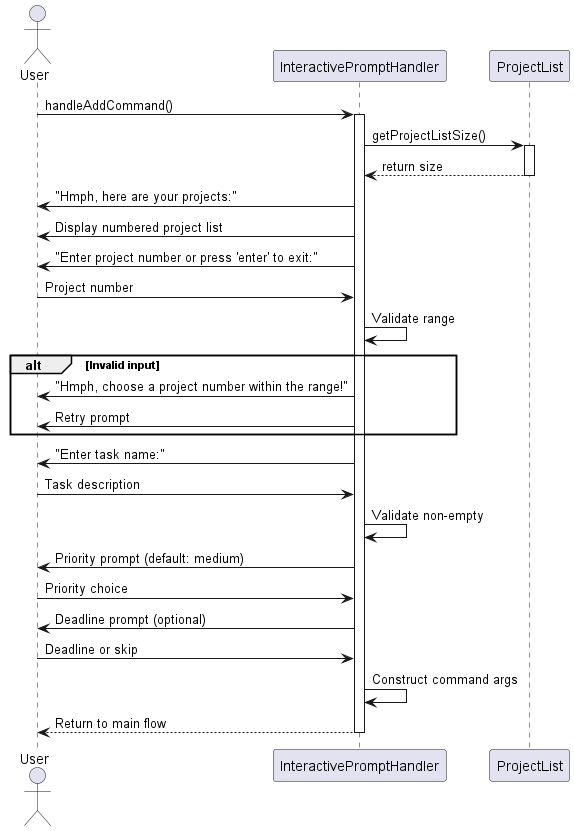 User
InteractivePromptHandler
ProjectList
handleAddCommand()
getProjectListSize()
return size
"Hmph, here are your projects:"
Display numbered project list
"Enter project number or press 'enter' to exit:"
Project number
Validate range
alt
[Invalid input]
"Hmph, choose a project number within the range!"
Retry prompt
"Enter task name:"
Task description
Validate non-empty
Priority prompt (default: medium)
Priority choice
Deadline prompt (optional)
Deadline or skip
Construct command args
Return to main flow
User
InteractivePromptHandler
ProjectList